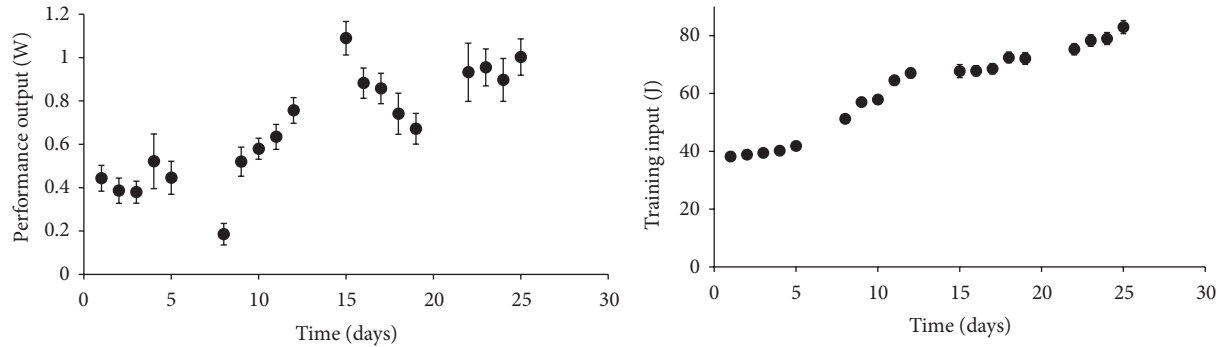 Performance output (W)
1.2
1
0.8
0.6
0.4
0.2
0
0 5 10 15 20 25 30
Time (days)
Training input (J)
80
60
40
20
0
0 5 10 15 20 25 30
Time (days)